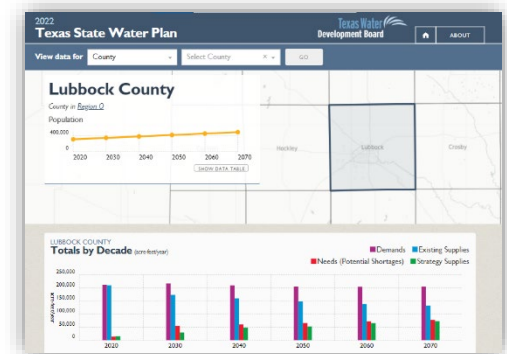 2022
Texas State Water Plan
Texas Water
Development Board
ABOUT
View data for County Select County × GO
Lubbock County
County in Region O
Population
400,000
0
2020 2030 2040 2050 2060 2070
SHOW DATA TABLE
Hockley Lubbock Crosby
LUBBOCK COUNTY
Totals by Decade (acre-feet/year)
Demands Existing Supplies
Needs (Potential Shortages) Strategy Supplies
250,000
200,000
150,000
100,000
50,000
0
acre-feet/year
2020 2030 2040 2050 2060 2070